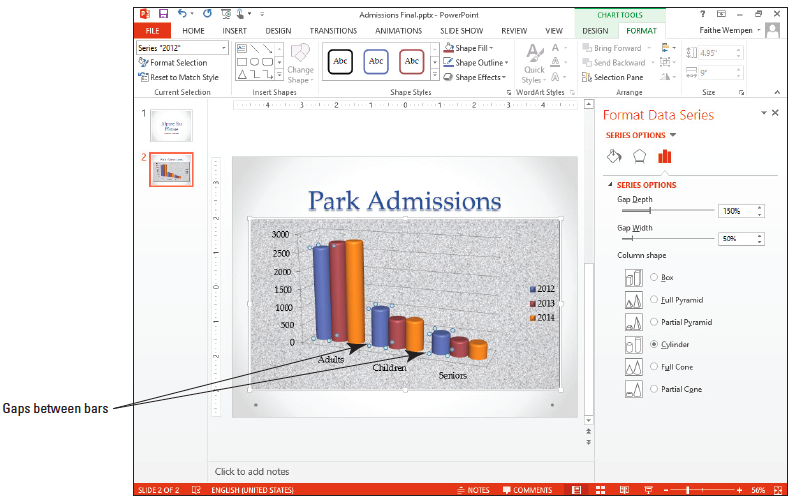 Admissions Final.pptx - PowerPoint
CHART TOOLS
FILE HOME INSERT DESIGN TRANSITIONS ANIMATIONS SLIDE SHOW REVIEW VIEW DESIGN FORMAT Faithe Wempen
Series "2012"
Format Selection
Reset to Match Style
Current Selection
Change
Shape
Insert Shapes
Abc Abc Abc
Shape Fill
Shape Outline
Shape Effects
Shape Styles
Quick
Styles
WordArt Styles
Bring Forward
Send Backward
Selection Pane
Arrange
4.95"
9"
Size
1
2
Park Admissions
3000
2500
2000
1500
1000
500
0
Adults
Children
Seniors
2012
2013
2014
Gaps between bars
Format Data Series
SERIES OPTIONS
SERIES OPTIONS
Gap Depth
150%
Gap Width
50%
Column shape
Box
Full Pyramid
Partial Pyramid
Cylinder
Full Cone
Partial Cone
Click to add notes
SLIDE 2 OF 2 ENGLISH (UNITED STATES) NOTES COMMENTS 56%